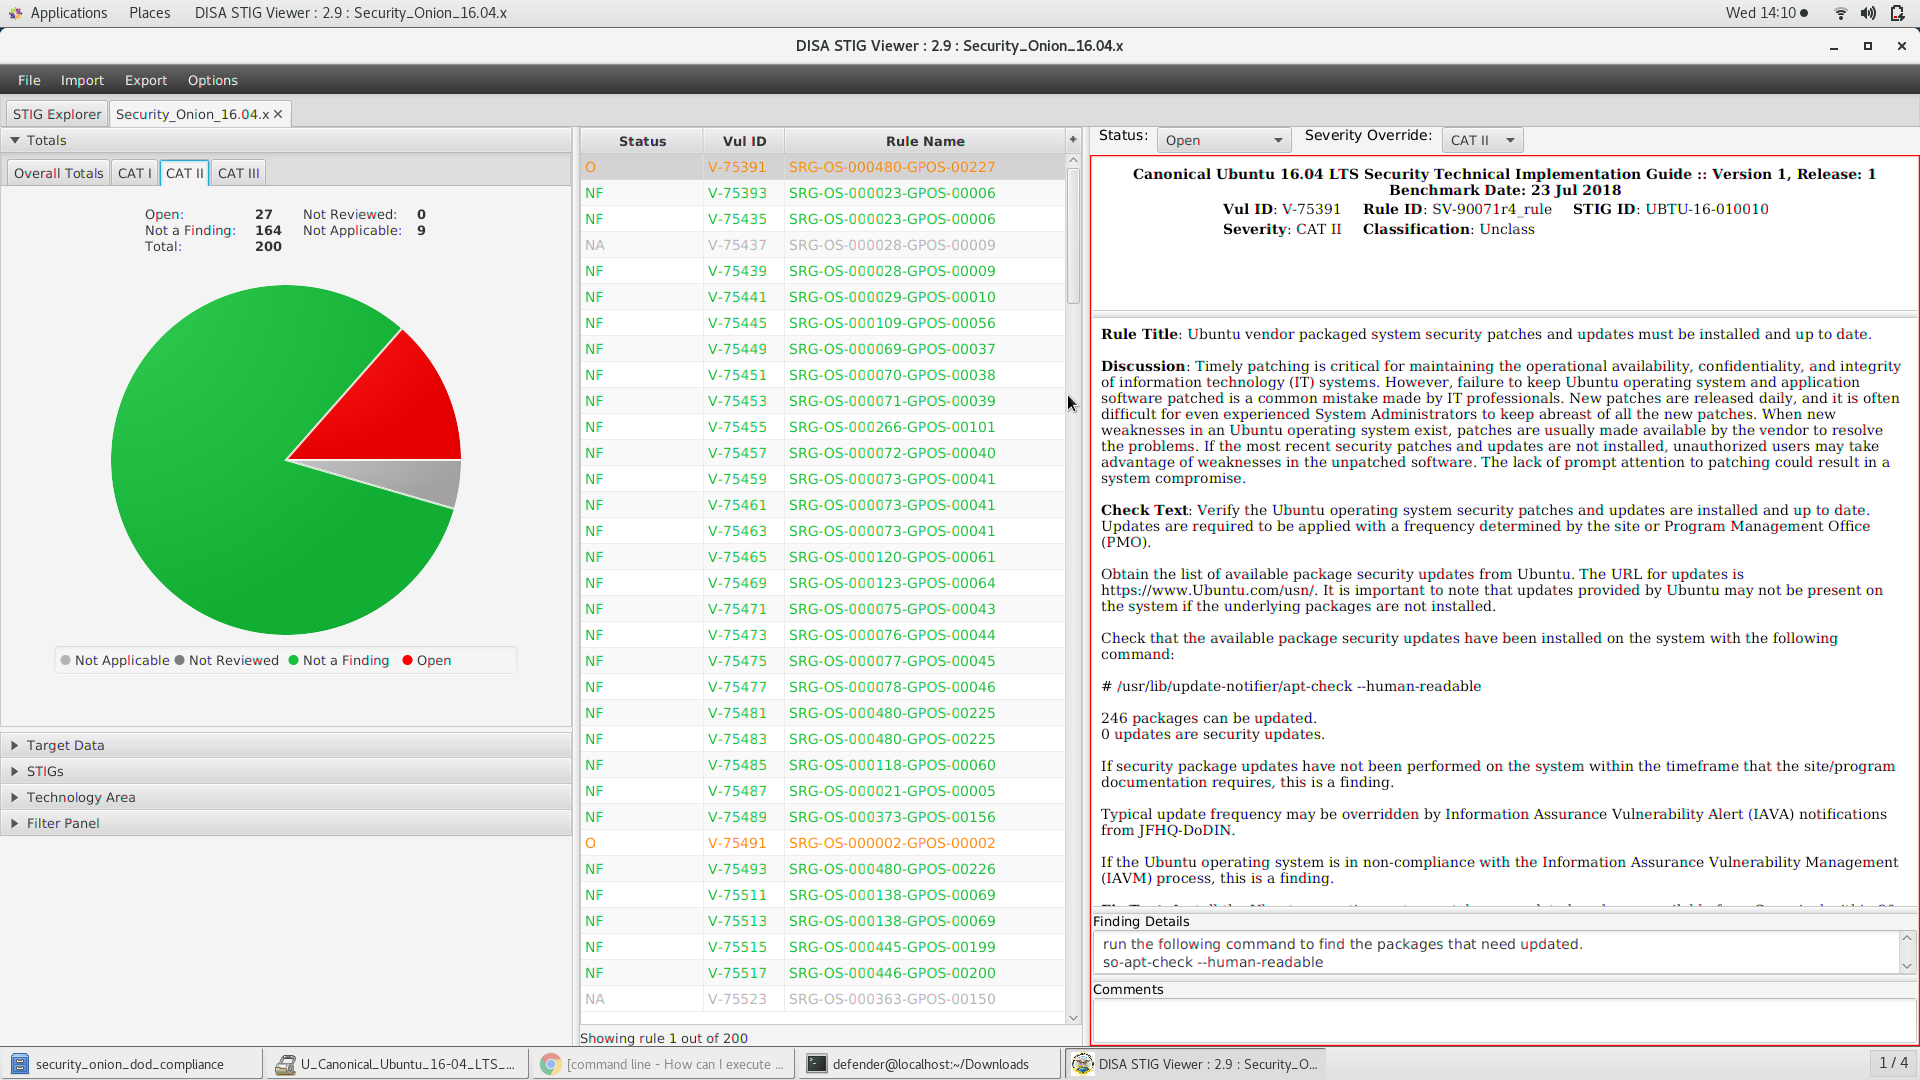 Applications Places DISA STIG Viewer : 2.9 : Security_Onion_16.04.x Wed 14:10
DISA STIG Viewer : 2.9 : Security_Onion_16.04.x
File Import Export Options
STIG Explorer Security_Onion_16.04.x
Totals
Overall Totals CAT I CAT II CAT III
Open: 27 Not Reviewed: 0
Not a Finding: 164 Not Applicable: 9
Total: 200
Not Applicable Not Reviewed Not a Finding Open
Target Data
STIGs
Technology Area
Filter Panel
Status Vul ID Rule Name +
O V-75391 SRG-OS-000480-GPOS-00227
NF V-75393 SRG-OS-000023-GPOS-00006
NF V-75435 SRG-OS-000023-GPOS-00006
NA V-75437 SRG-OS-000028-GPOS-00009
NF V-75439 SRG-OS-000028-GPOS-00009
NF V-75441 SRG-OS-000029-GPOS-00010
NF V-75445 SRG-OS-000109-GPOS-00056
NF V-75449 SRG-OS-000069-GPOS-00037
NF V-75451 SRG-OS-000070-GPOS-00038
NF V-75453 SRG-OS-000071-GPOS-00039
NF V-75455 SRG-OS-000266-GPOS-00101
NF V-75457 SRG-OS-000072-GPOS-00040
NF V-75459 SRG-OS-000073-GPOS-00041
NF V-75461 SRG-OS-000073-GPOS-00041
NF V-75463 SRG-OS-000073-GPOS-00041
NF V-75465 SRG-OS-000120-GPOS-00061
NF V-75469 SRG-OS-000123-GPOS-00064
NF V-75471 SRG-OS-000075-GPOS-00043
NF V-75473 SRG-OS-000076-GPOS-00044
NF V-75475 SRG-OS-000077-GPOS-00045
NF V-75477 SRG-OS-000078-GPOS-00046
NF V-75481 SRG-OS-000480-GPOS-00225
NF V-75483 SRG-OS-000480-GPOS-00225
NF V-75485 SRG-OS-000118-GPOS-00060
NF V-75487 SRG-OS-000021-GPOS-00005
NF V-75489 SRG-OS-000373-GPOS-00156
O V-75491 SRG-OS-000002-GPOS-00002
NF V-75493 SRG-OS-000480-GPOS-00226
NF V-75511 SRG-OS-000138-GPOS-00069
NF V-75513 SRG-OS-000138-GPOS-00069
NF V-75515 SRG-OS-000445-GPOS-00199
NF V-75517 SRG-OS-000446-GPOS-00200
NA V-75523 SRG-OS-000363-GPOS-00150
Showing rule 1 out of 200
Status: Open Severity Override: CAT II
Canonical Ubuntu 16.04 LTS Security Technical Implementation Guide :: Version 1, Release: 1
Benchmark Date: 23 Jul 2018
Vul ID: V-75391 Rule ID: SV-90071r4_rule STIG ID: UBTU-16-010010
Severity: CAT II Classification: Unclass
Rule Title: Ubuntu vendor packaged system security patches and updates must be installed and up to date.
Discussion: Timely patching is critical for maintaining the operational availability, confidentiality, and integrity
of information technology (IT) systems. However, failure to keep Ubuntu operating system and application
software patched is a common mistake made by IT professionals. New patches are released daily, and it is often
difficult for even experienced System Administrators to keep abreast of all the new patches. When new
weaknesses in an Ubuntu operating system exist, patches are usually made available by the vendor to resolve
the problems. If the most recent security patches and updates are not installed, unauthorized users may take
advantage of weaknesses in the unpatched software. The lack of prompt attention to patching could result in a
system compromise.
Check Text: Verify the Ubuntu operating system security patches and updates are installed and up to date.
Updates are required to be applied with a frequency determined by the site or Program Management Office
(PMO).
Obtain the list of available package security updates from Ubuntu. The URL for updates is
https://www.Ubuntu.com/usn/. It is important to note that updates provided by Ubuntu may not be present on
the system if the underlying packages are not installed.
Check that the available package security updates have been installed on the system with the following
command:
# /usr/lib/update-notifier/apt-check --human-readable
246 packages can be updated.
0 updates are security updates.
If security package updates have not been performed on the system within the timeframe that the site/program
documentation requires, this is a finding.
Typical update frequency may be overridden by Information Assurance Vulnerability Alert (IAVA) notifications
from JFHQ-DoDIN.
If the Ubuntu operating system is in non-compliance with the Information Assurance Vulnerability Management
(IAVM) process, this is a finding.
Finding Details
run the following command to find the packages that need updated.
so-apt-check --human-readable
Comments
security_onion_dod_compliance U_Canonical_Ubuntu_16-04_LTS_... [command line - How can I execute ... defender@localhost:~/Downloads DISA STIG Viewer : 2.9 : Security_O... 1 / 4